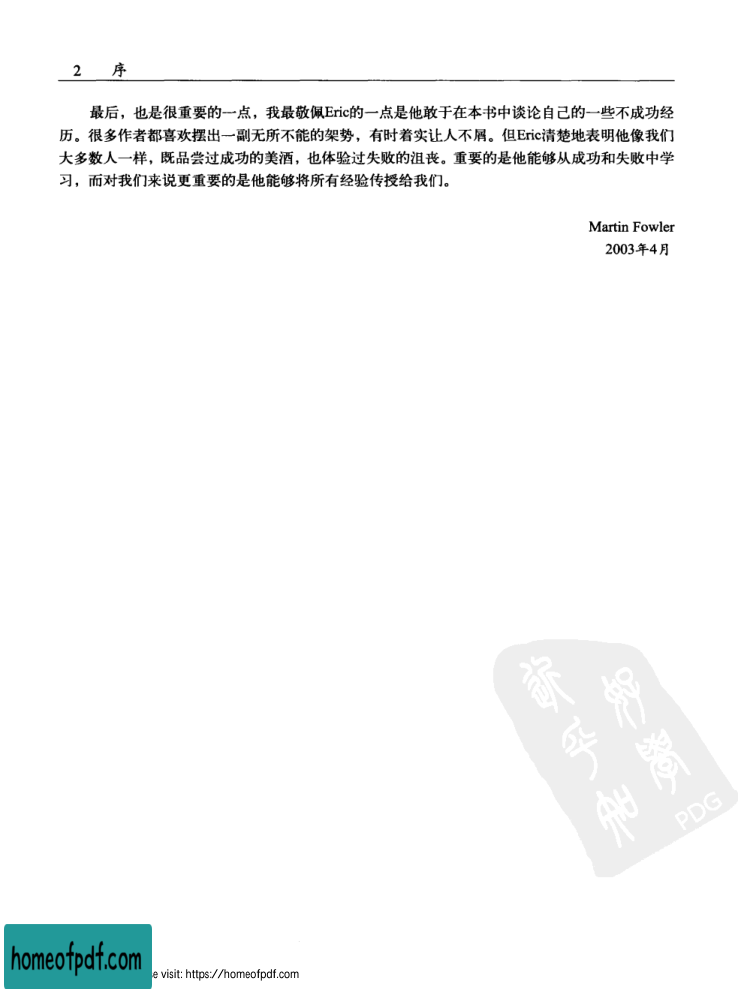 2 序
最后，也是很重要的一点，我最敬佩Eric的一点是他敢于在本书中谈论自己的一些不成功经
历。很多作者都喜欢摆出一副无所不能的架势，有时着实让人不屑。但Eric清楚地表明他像我们
大多数人一样，既品尝过成功的美酒，也体验过失败的沮丧。重要的是他能够从成功和失败中学
习，而对我们来说更重要的是他能够将所有经验传授给我们。
Martin Fowler
2003年4月
好學
欲乎知
PDG
homeofpdf.com
e visit: https://homeofpdf.com